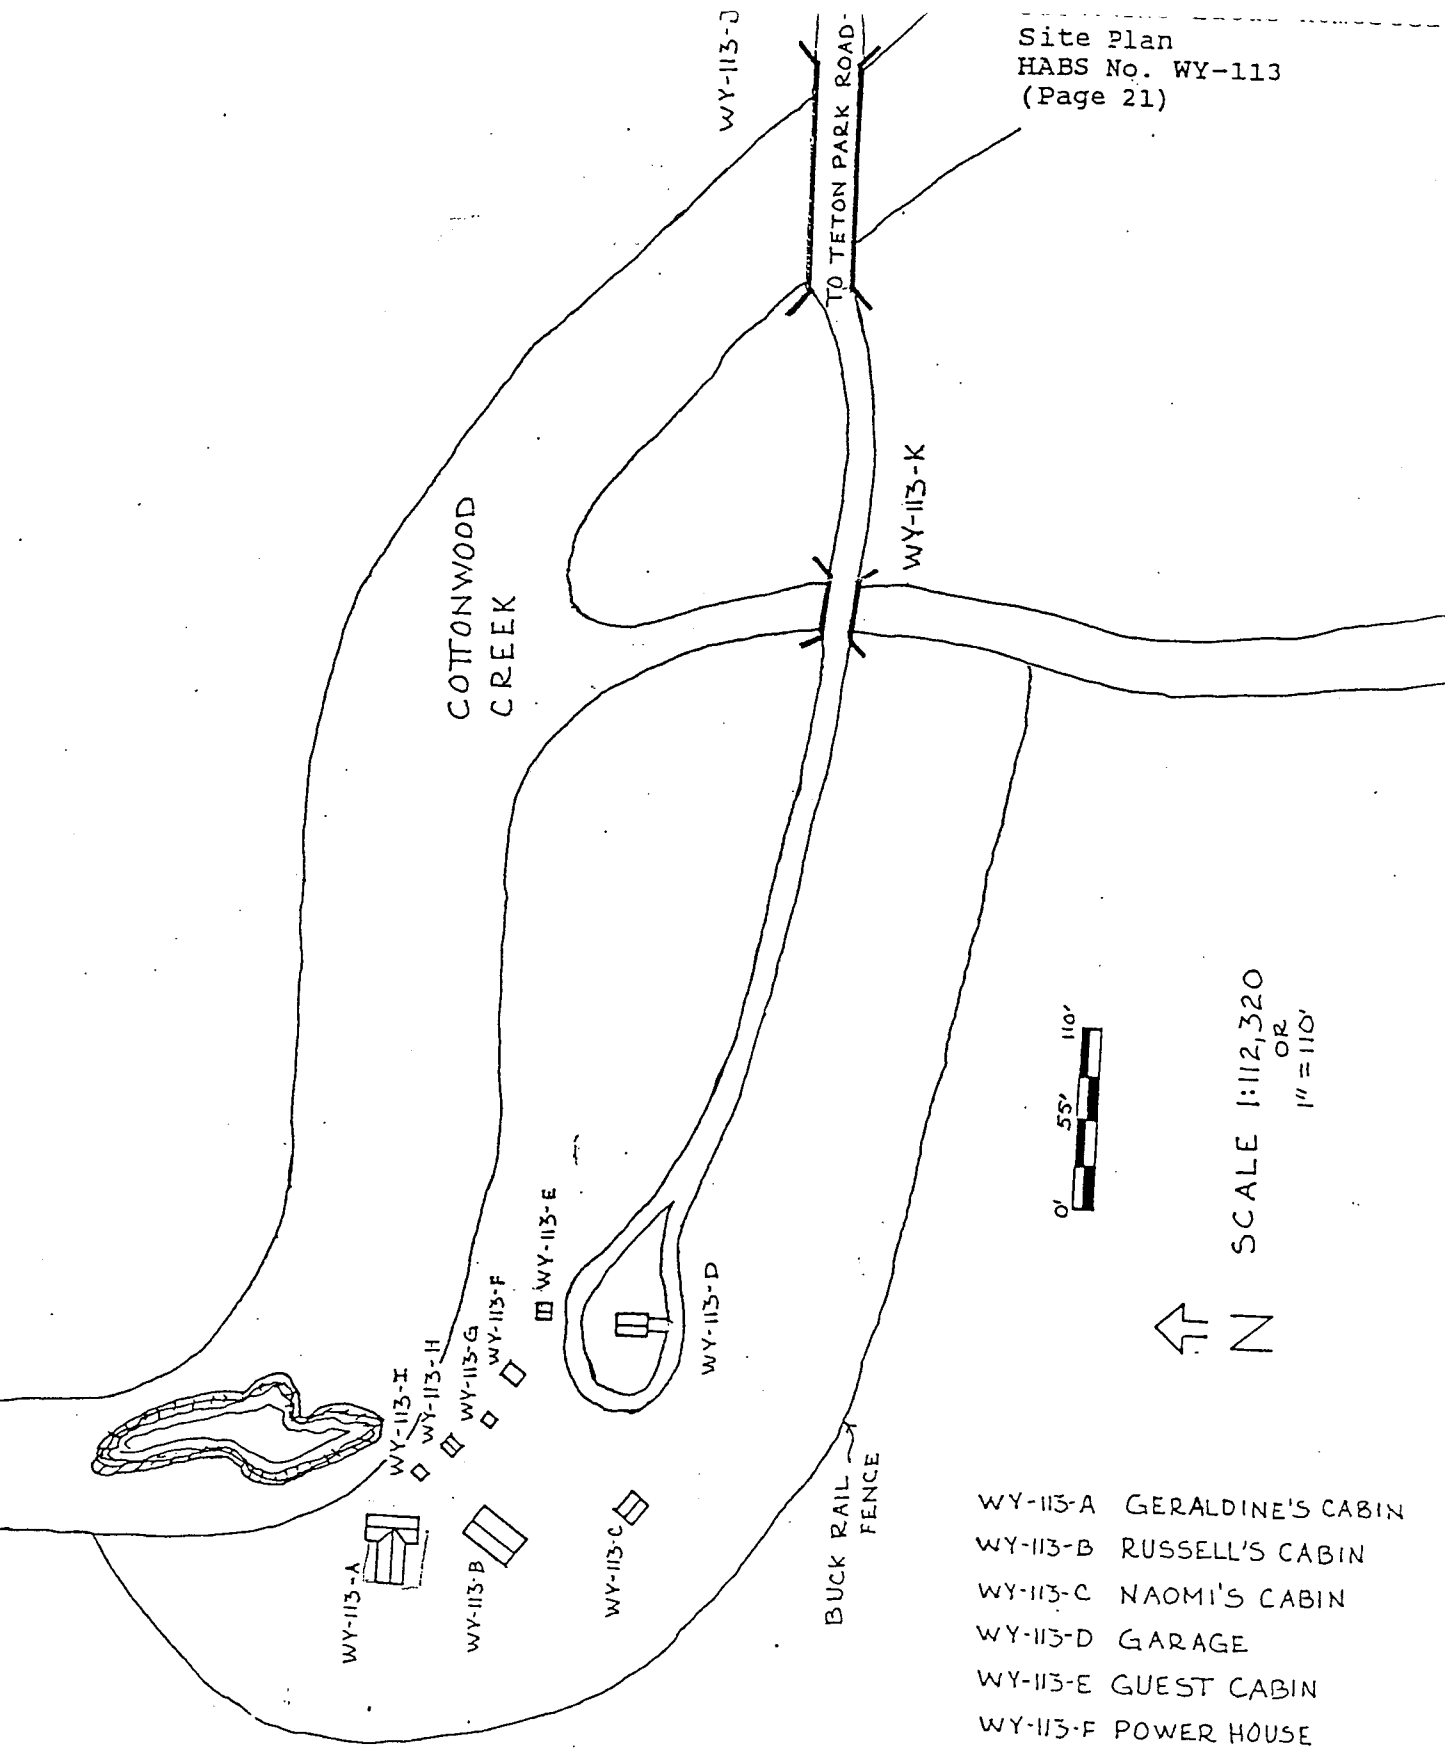 Site Plan
HABS No. WY-113
(Page 21)
WY-113-J
TO TETON PARK ROAD-
WY-113-K
COTTONWOOD
CREEK
110'
55'
0'
SCALE 1:112,320
OR
1" = 110'
N
WY-113-E
WY-113-F
WY-113-G
WY-113-H
WY-113-I
WY-113-D
WY-113-A
WY-113-B
WY-113-C
BUCK RAIL
FENCE
WY-113-A GERALDINE'S CABIN
WY-113-B RUSSELL'S CABIN
WY-113-C NAOMI'S CABIN
WY-113-D GARAGE
WY-113-E GUEST CABIN
WY-113-F POWER HOUSE